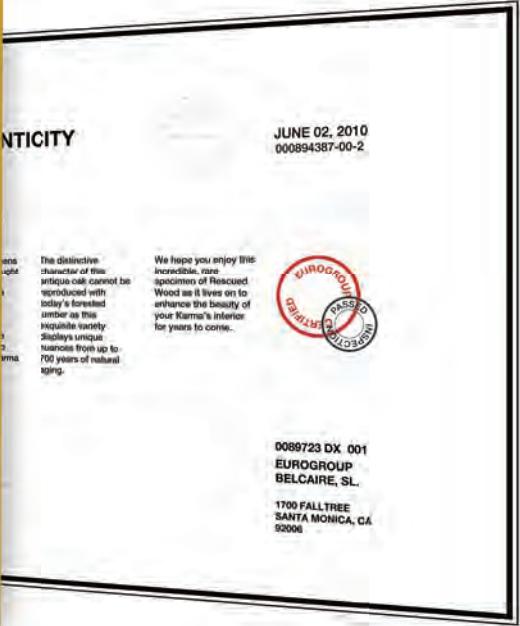 NTICITY
JUNE 02, 2010
000894387-00-2
ens
ught
rma
The distinctive
character of this
antique oak cannot be
reproduced with
today's forested
lumber as this
exquisite variety
displays unique
nuances from up to
700 years of natural
aging.
We hope you enjoy this
incredible, rare
specimen of Rescued
Wood as it lives on to
enhance the beauty of
your Karma's interior
for years to come.
EUROGROUP
CERTIFIED
PASSED
INSPECTION
0089723 DX 001
EUROGROUP
BELCAIRE, SL.
1700 FALLTREE
SANTA MONICA, CA
92006